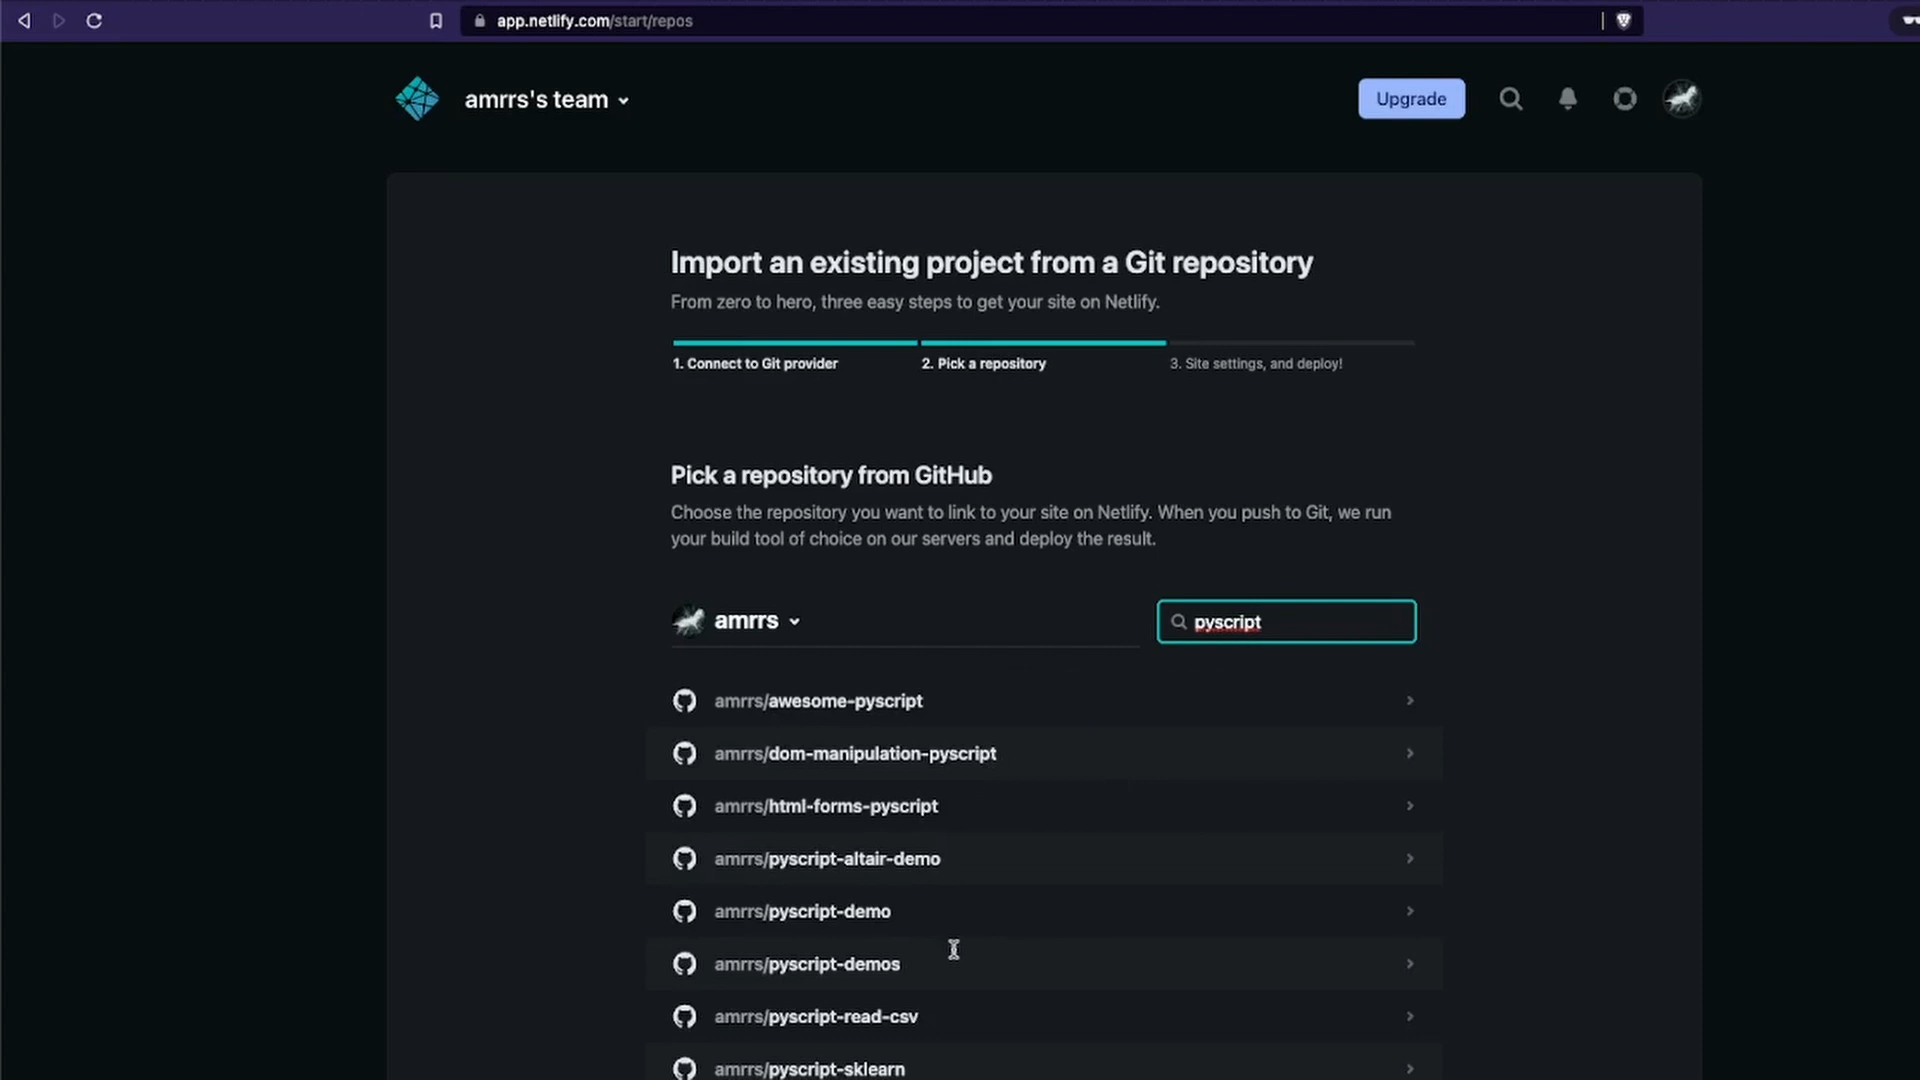 app.netlify.com/start/repos
amrrs's team
Upgrade
Import an existing project from a Git repository
From zero to hero, three easy steps to get your site on Netlify.
1. Connect to Git provider
2. Pick a repository
3. Site settings, and deploy!
Pick a repository from GitHub
Choose the repository you want to link to your site on Netlify. When you push to Git, we run
your build tool of choice on our servers and deploy the result.
amrrs
pyscript
amrrs/awesome-pyscript
amrrs/dom-manipulation-pyscript
amrrs/html-forms-pyscript
amrrs/pyscript-altair-demo
amrrs/pyscript-demo
amrrs/pyscript-demos
amrrs/pyscript-read-csv
amrrs/pyscript-sklearn